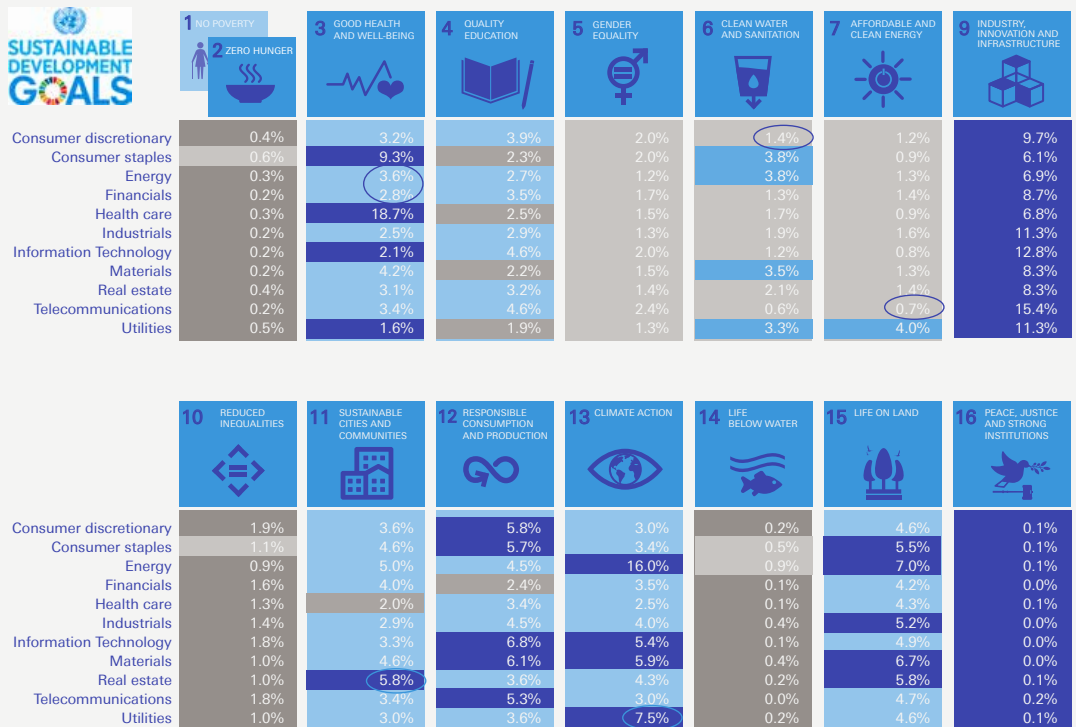 SUSTAINABLE
DEVELOPMENT
GOALS
1 NO POVERTY
2 ZERO HUNGER
3 GOOD HEALTH
AND WELL-BEING
4 QUALITY
EDUCATION
5 GENDER
EQUALITY
6 CLEAN WATER
AND SANITATION
7 AFFORDABLE AND
CLEAN ENERGY
9 INDUSTRY,
INNOVATION AND
INFRASTRUCTURE
Consumer discretionary 0.4% 3.2% 3.9% 2.0% 1.4% 1.2% 9.7%
Consumer staples 0.6% 9.3% 2.3% 2.0% 3.8% 0.9% 6.1%
Energy 0.3% 3.6% 2.7% 1.2% 3.8% 1.3% 6.9%
Financials 0.2% 2.8% 3.5% 1.7% 1.3% 1.4% 8.7%
Health care 0.3% 18.7% 2.5% 1.5% 1.7% 0.9% 6.8%
Industrials 0.2% 2.5% 2.9% 1.3% 1.9% 1.6% 11.3%
Information Technology 0.2% 2.1% 4.6% 2.0% 1.2% 0.8% 12.8%
Materials 0.2% 4.2% 2.2% 1.5% 3.5% 1.3% 8.3%
Real estate 0.4% 3.1% 3.2% 1.4% 2.1% 1.4% 8.3%
Telecommunications 0.2% 3.4% 4.6% 2.4% 0.6% 0.7% 15.4%
Utilities 0.5% 1.6% 1.9% 1.3% 3.3% 4.0% 11.3%
10 REDUCED
INEQUALITIES
11 SUSTAINABLE
CITIES AND
COMMUNITIES
12 RESPONSIBLE
CONSUMPTION
AND PRODUCTION
13 CLIMATE ACTION
14 LIFE
BELOW WATER
15 LIFE ON LAND
16 PEACE, JUSTICE
AND STRONG
INSTITUTIONS
Consumer discretionary 1.9% 3.6% 5.8% 3.0% 0.2% 4.6% 0.1%
Consumer staples 1.1% 4.6% 5.7% 3.4% 0.5% 5.5% 0.1%
Energy 0.9% 5.0% 4.5% 16.0% 0.9% 7.0% 0.1%
Financials 1.6% 4.0% 2.4% 3.5% 0.1% 4.2% 0.0%
Health care 1.3% 2.0% 3.4% 2.5% 0.1% 4.3% 0.1%
Industrials 1.4% 2.9% 4.5% 4.0% 0.4% 5.2% 0.0%
Information Technology 1.8% 3.3% 6.8% 5.4% 0.1% 4.9% 0.0%
Materials 1.0% 4.6% 6.1% 5.9% 0.4% 6.7% 0.0%
Real estate 1.0% 5.8% 3.6% 4.3% 0.2% 5.8% 0.1%
Telecommunications 1.8% 3.4% 5.3% 3.0% 0.0% 4.7% 0.2%
Utilities 1.0% 3.0% 3.6% 7.5% 0.2% 4.6% 0.1%